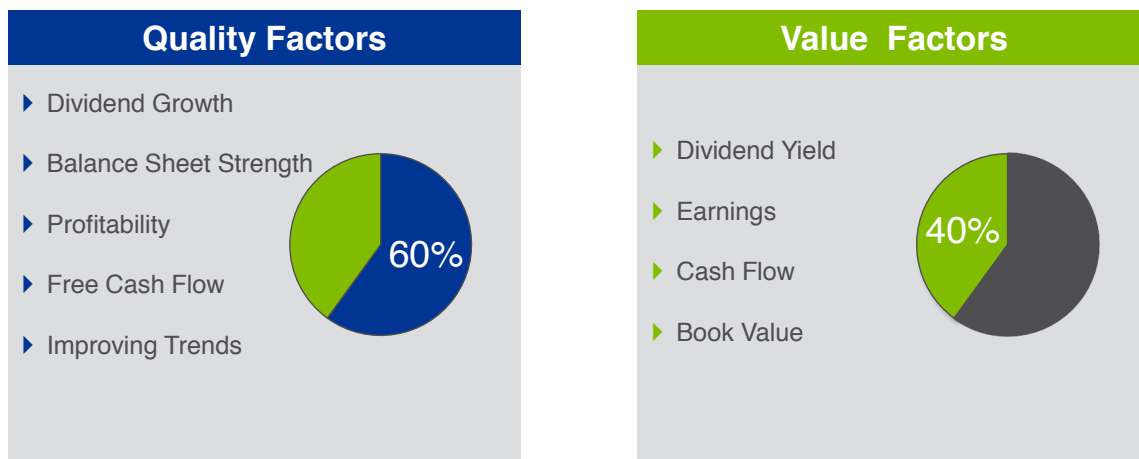 Quality Factors
Dividend Growth
Balance Sheet Strength
Profitability
Free Cash Flow
Improving Trends
60%
Value Factors
Dividend Yield
Earnings
Cash Flow
Book Value
40%